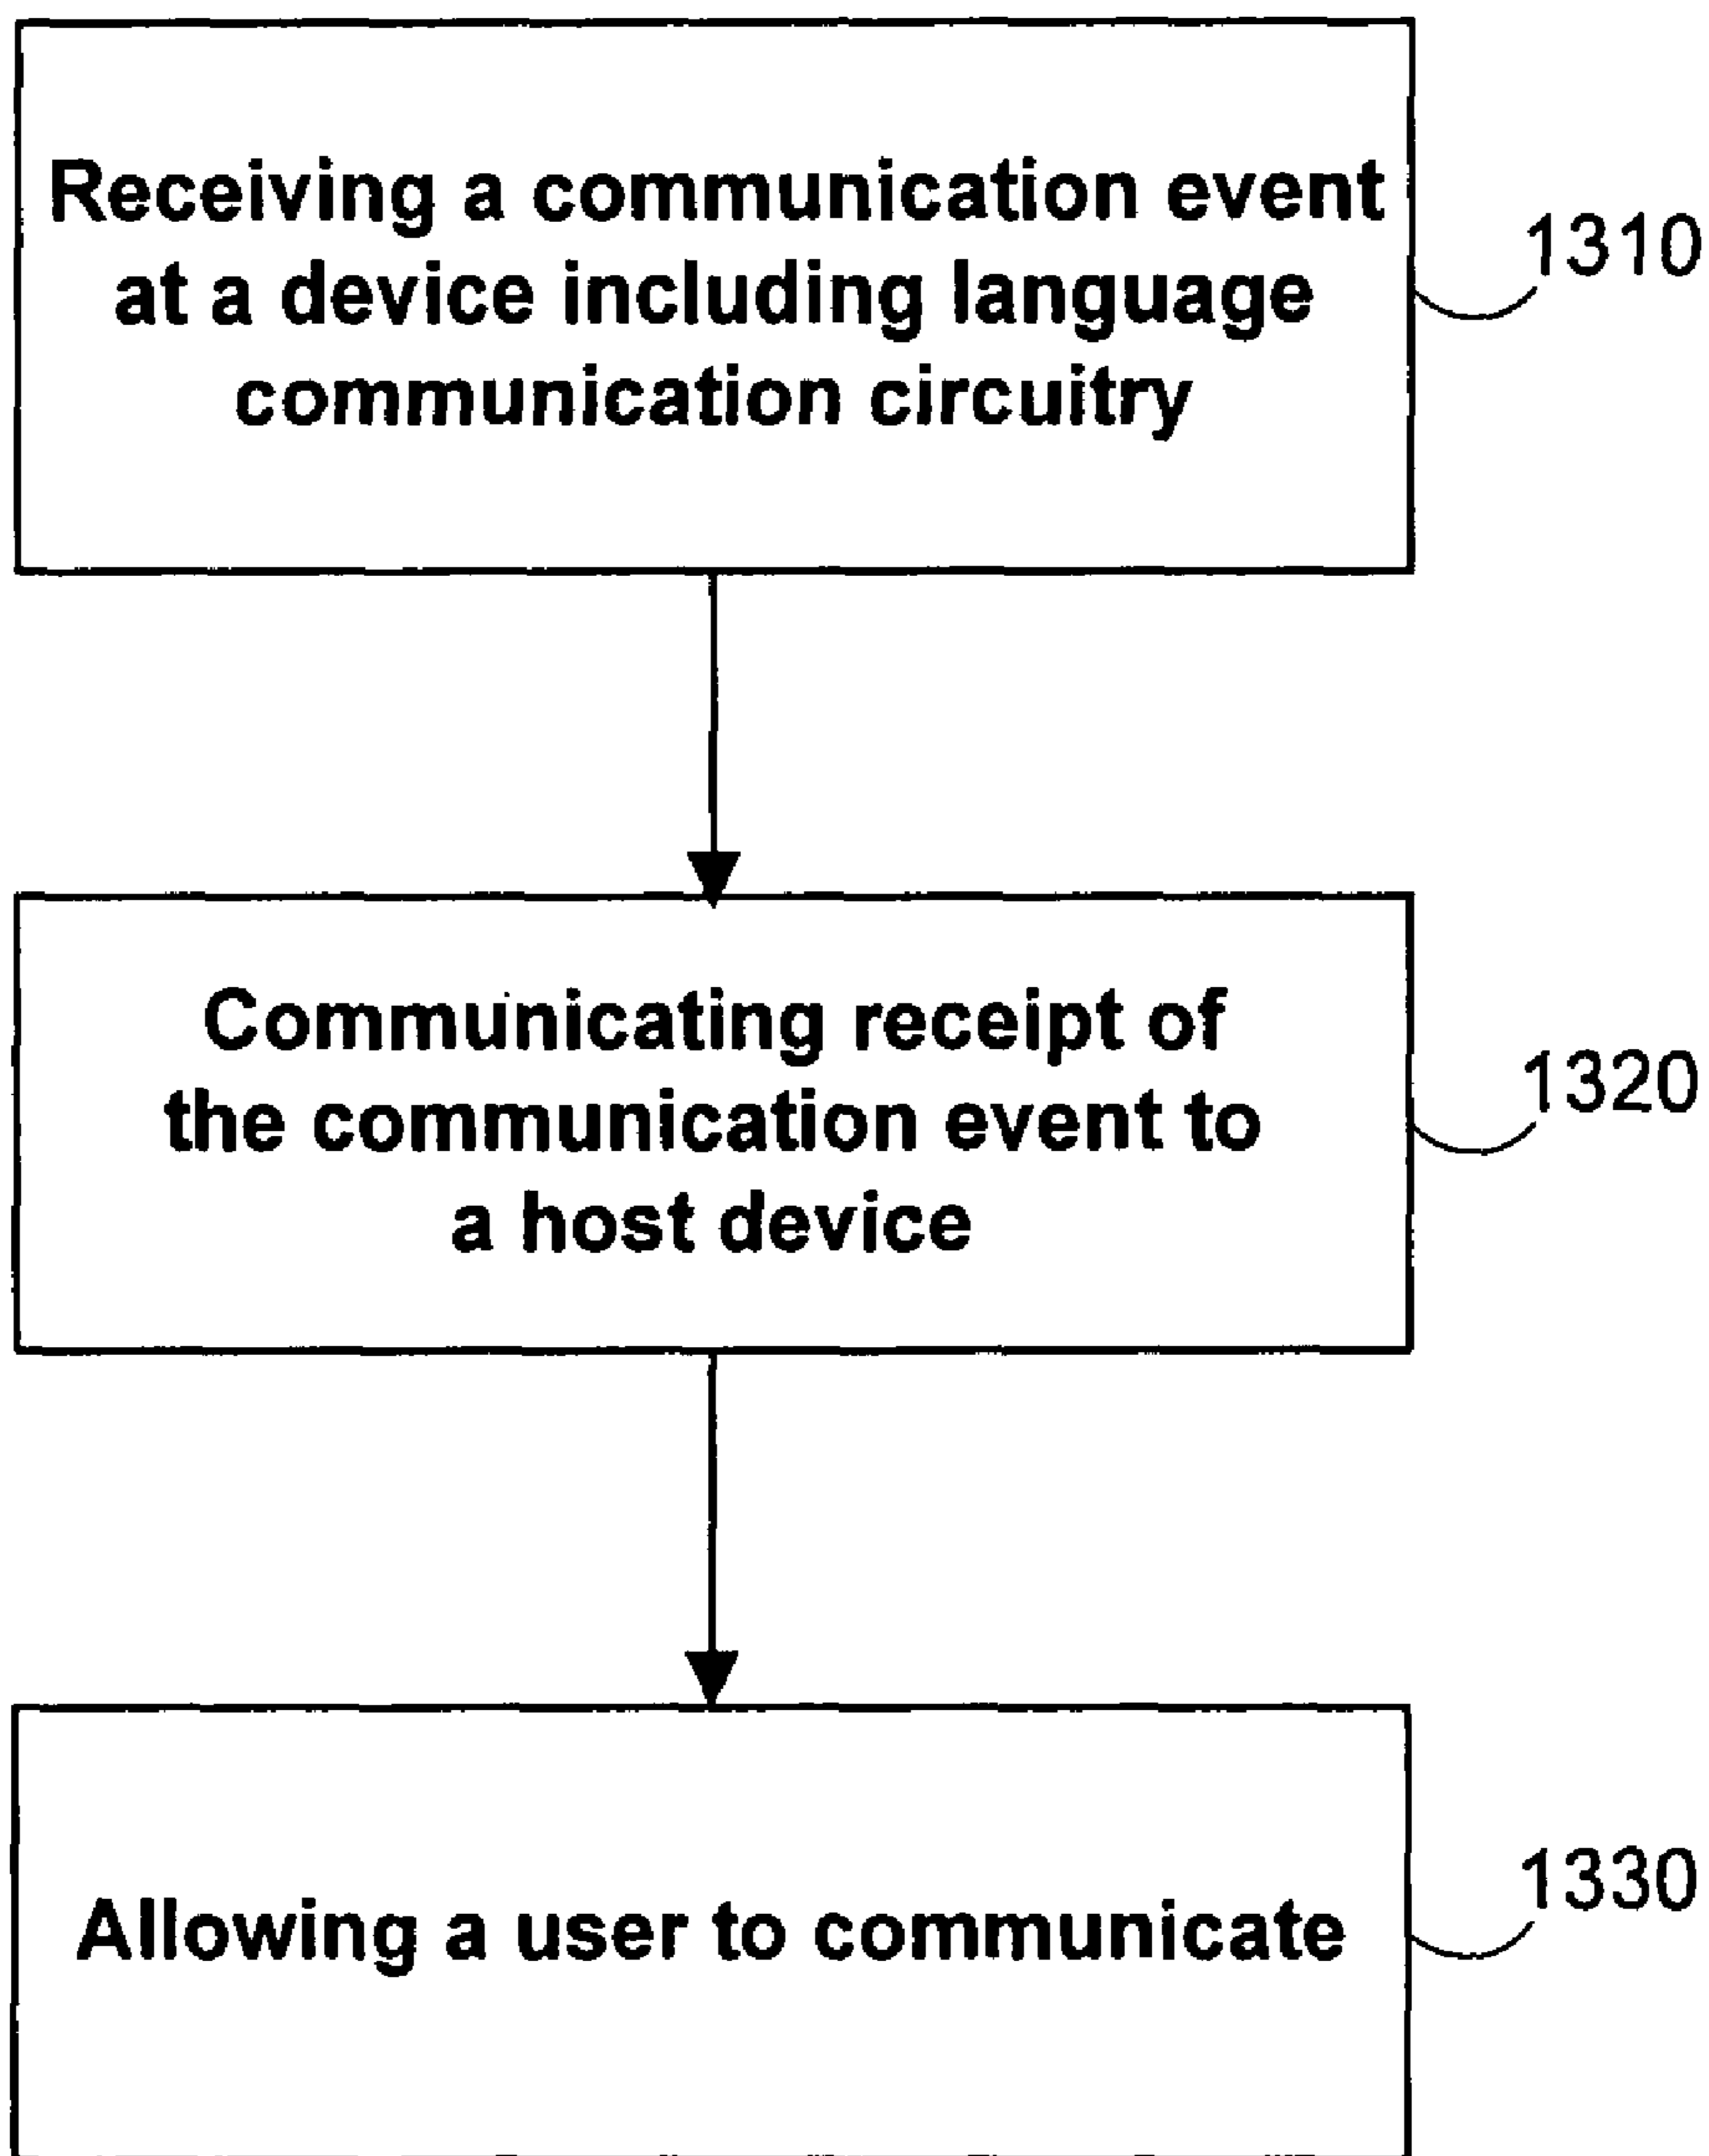 Receiving a communication event
at a device including language
communication circuitry
1310
Communicating receipt of
the communication event to
a host device
1320
Allowing a user to communicate
1330